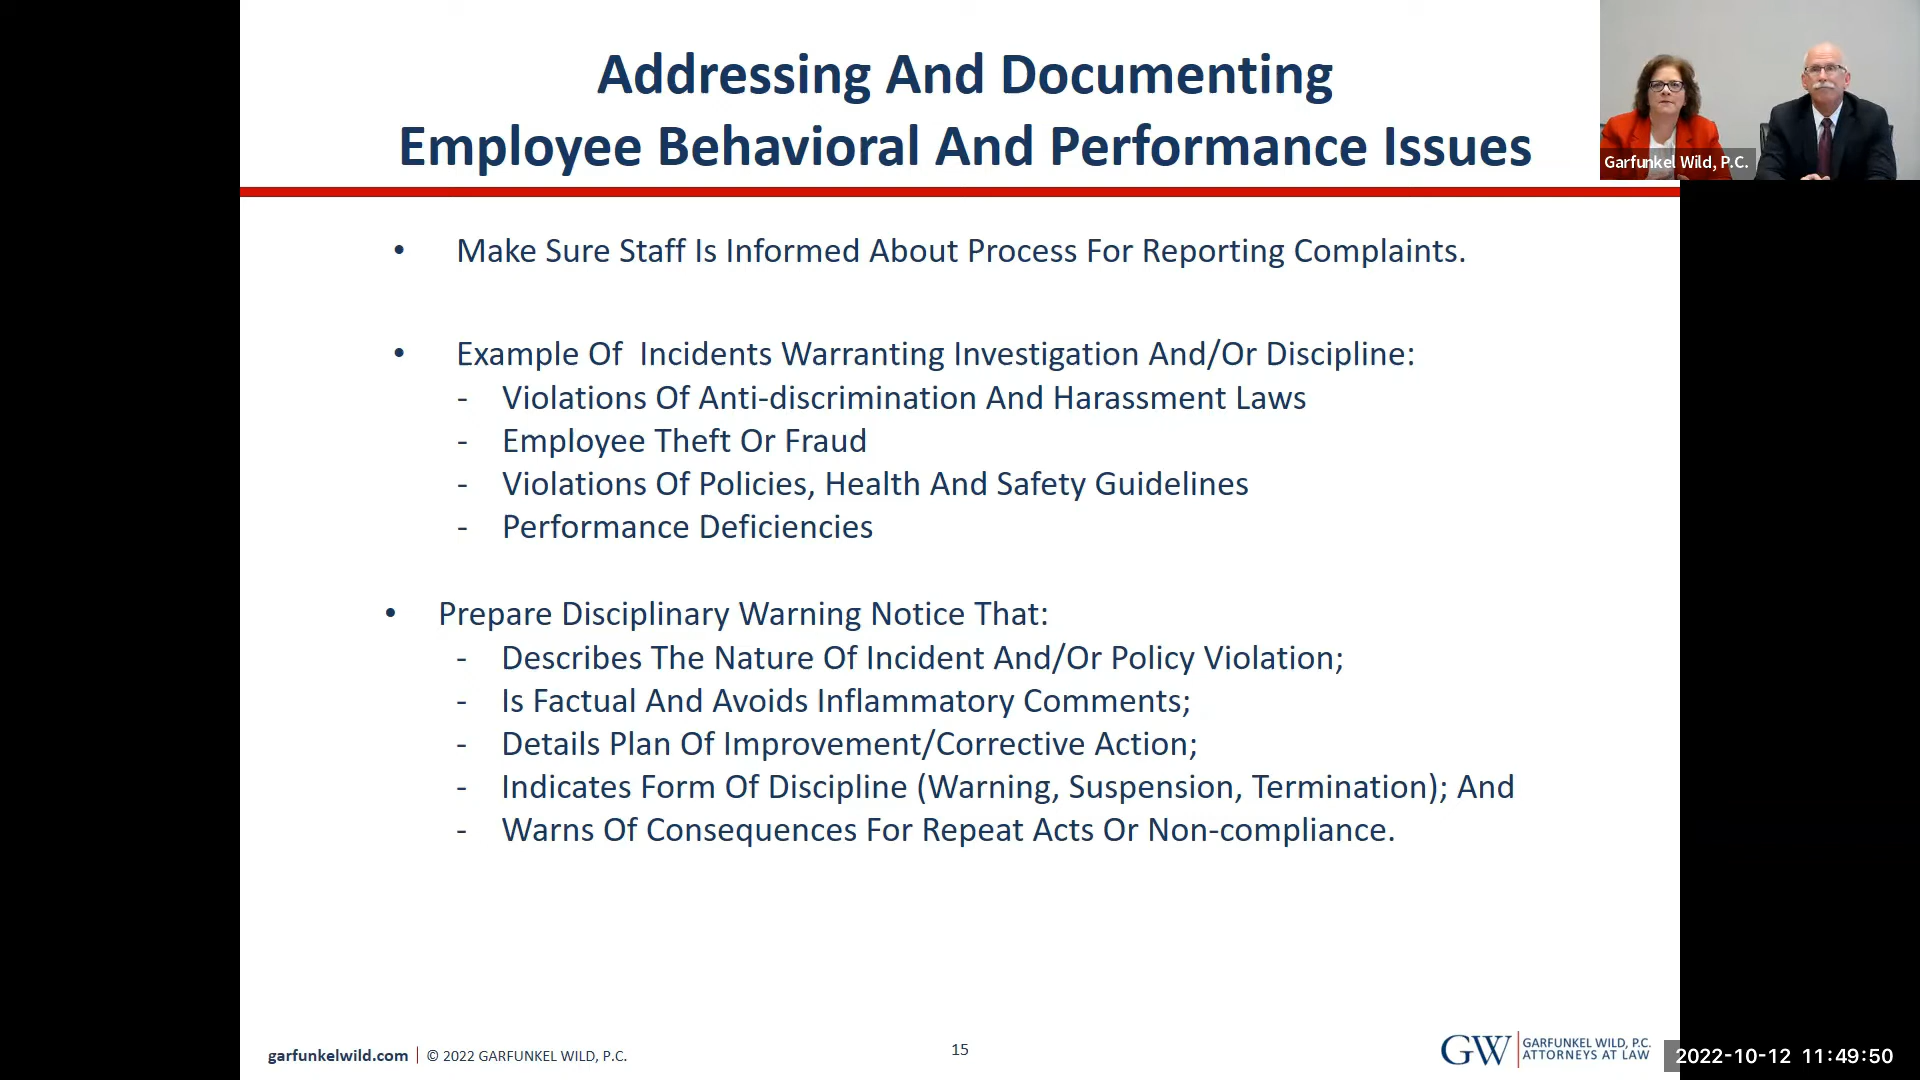 Addressing And Documenting
Employee Behavioral And Performance Issues
Garfunkel Wild, P.C.
• Make Sure Staff Is Informed About Process For Reporting Complaints.
• Example Of  Incidents Warranting Investigation And/Or Discipline:
- Violations Of Anti-discrimination And Harassment Laws
- Employee Theft Or Fraud
- Violations Of Policies, Health And Safety Guidelines
- Performance Deficiencies
• Prepare Disciplinary Warning Notice That:
- Describes The Nature Of Incident And/Or Policy Violation;
- Is Factual And Avoids Inflammatory Comments;
- Details Plan Of Improvement/Corrective Action;
- Indicates Form Of Discipline (Warning, Suspension, Termination); And
- Warns Of Consequences For Repeat Acts Or Non-compliance.
garfunkelwild.com | © 2022 GARFUNKEL WILD, P.C.
15
GW
GARFUNKEL WILD, P.C.
ATTORNEYS AT LAW
2022-10-12 11:49:50